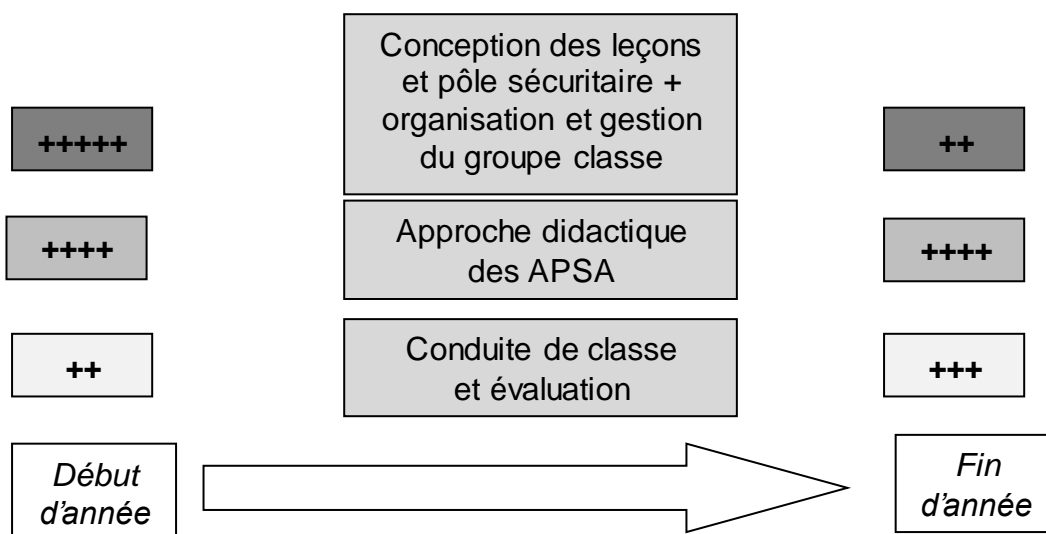 Conception des leçons
et pôle sécuritaire +
organisation et gestion
du groupe classe
+++++
++
Approche didactique
des APSA
++++
++++
Conduite de classe
et évaluation
++
+++
Début
d'année
Fin
d'année